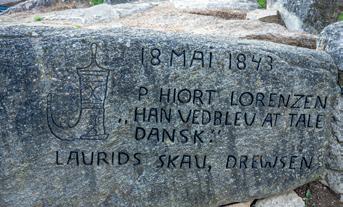 18 MAI 1843
P HIORT LORENZEN
„HAN VEDBLEV AT TALE
DANSK."
LAURIDS SKAU, DREWSEN